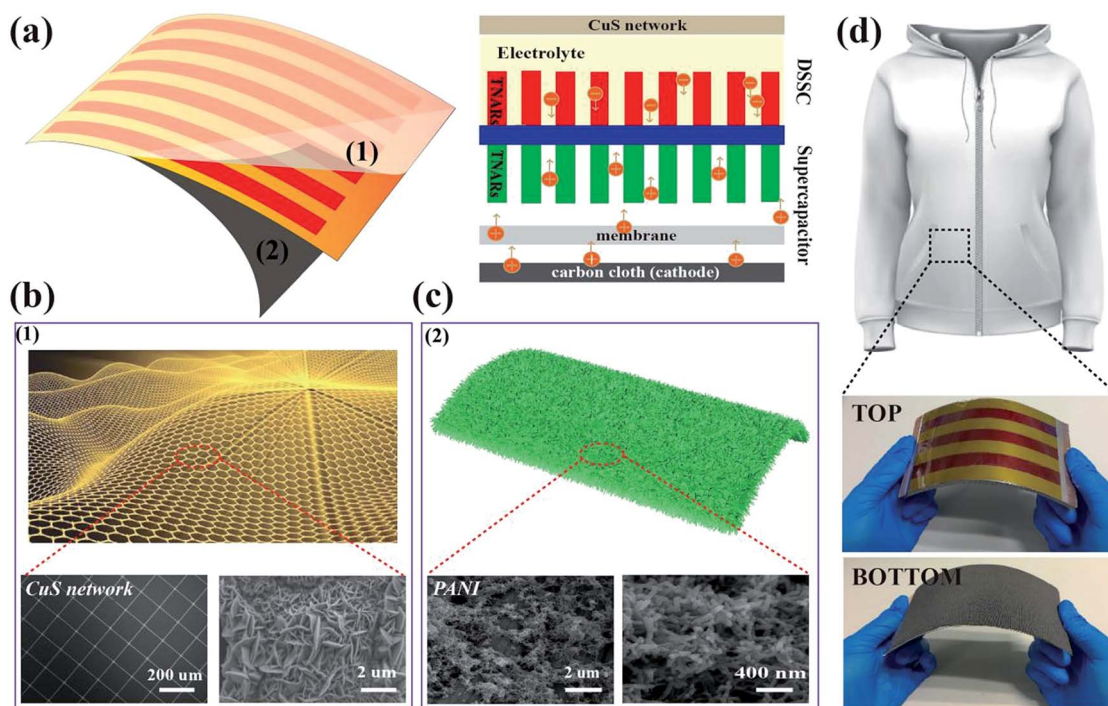 (a)
(1)
(2)
CuS network
Electrolyte
TNARs
DSSC
TNARs
Supercapacitor
membrane
carbon cloth (cathode)
(d)
(b)
(1)
CuS network
200 um
2 um
(c)
(2)
PANI
2 um
400 nm
TOP
BOTTOM